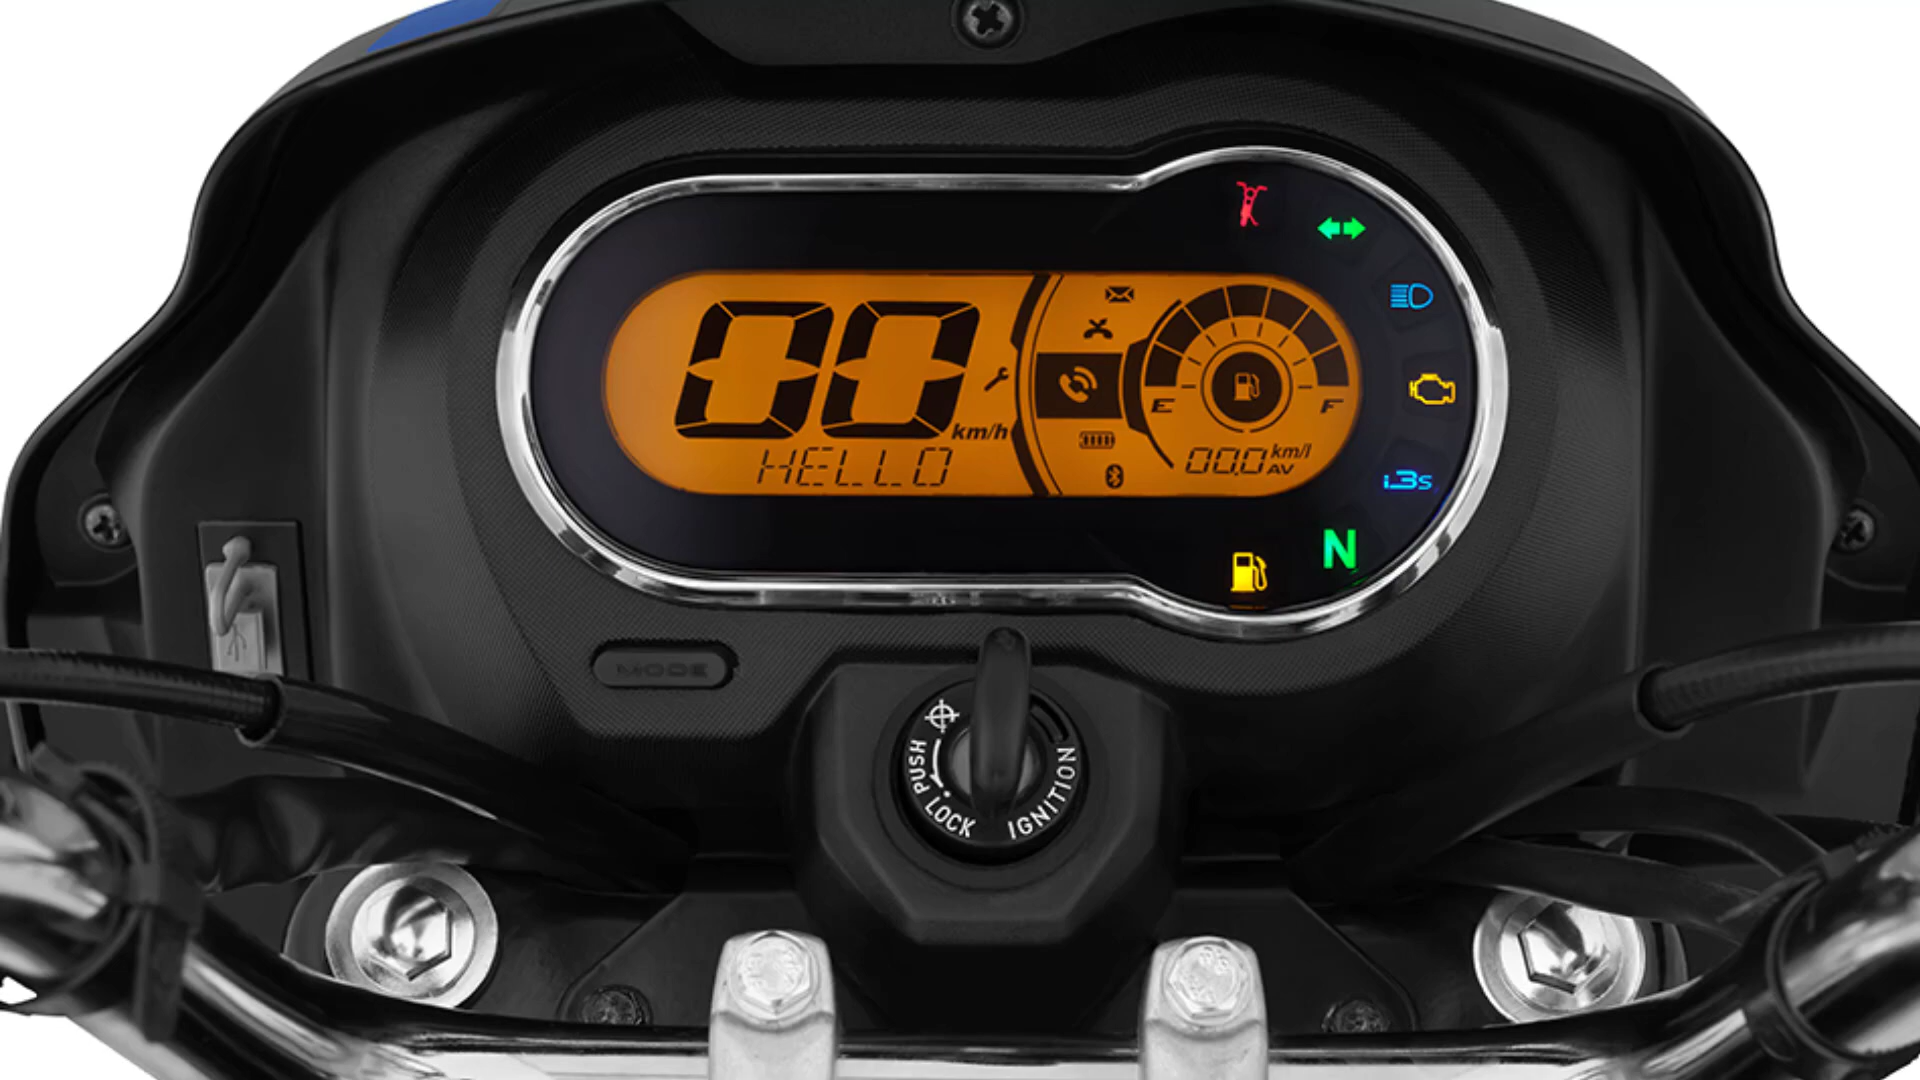 00
km/h
HELLO
E
F
00.0 km/l
AV
i3s
N
MODE
PUSH
LOCK
IGNITION